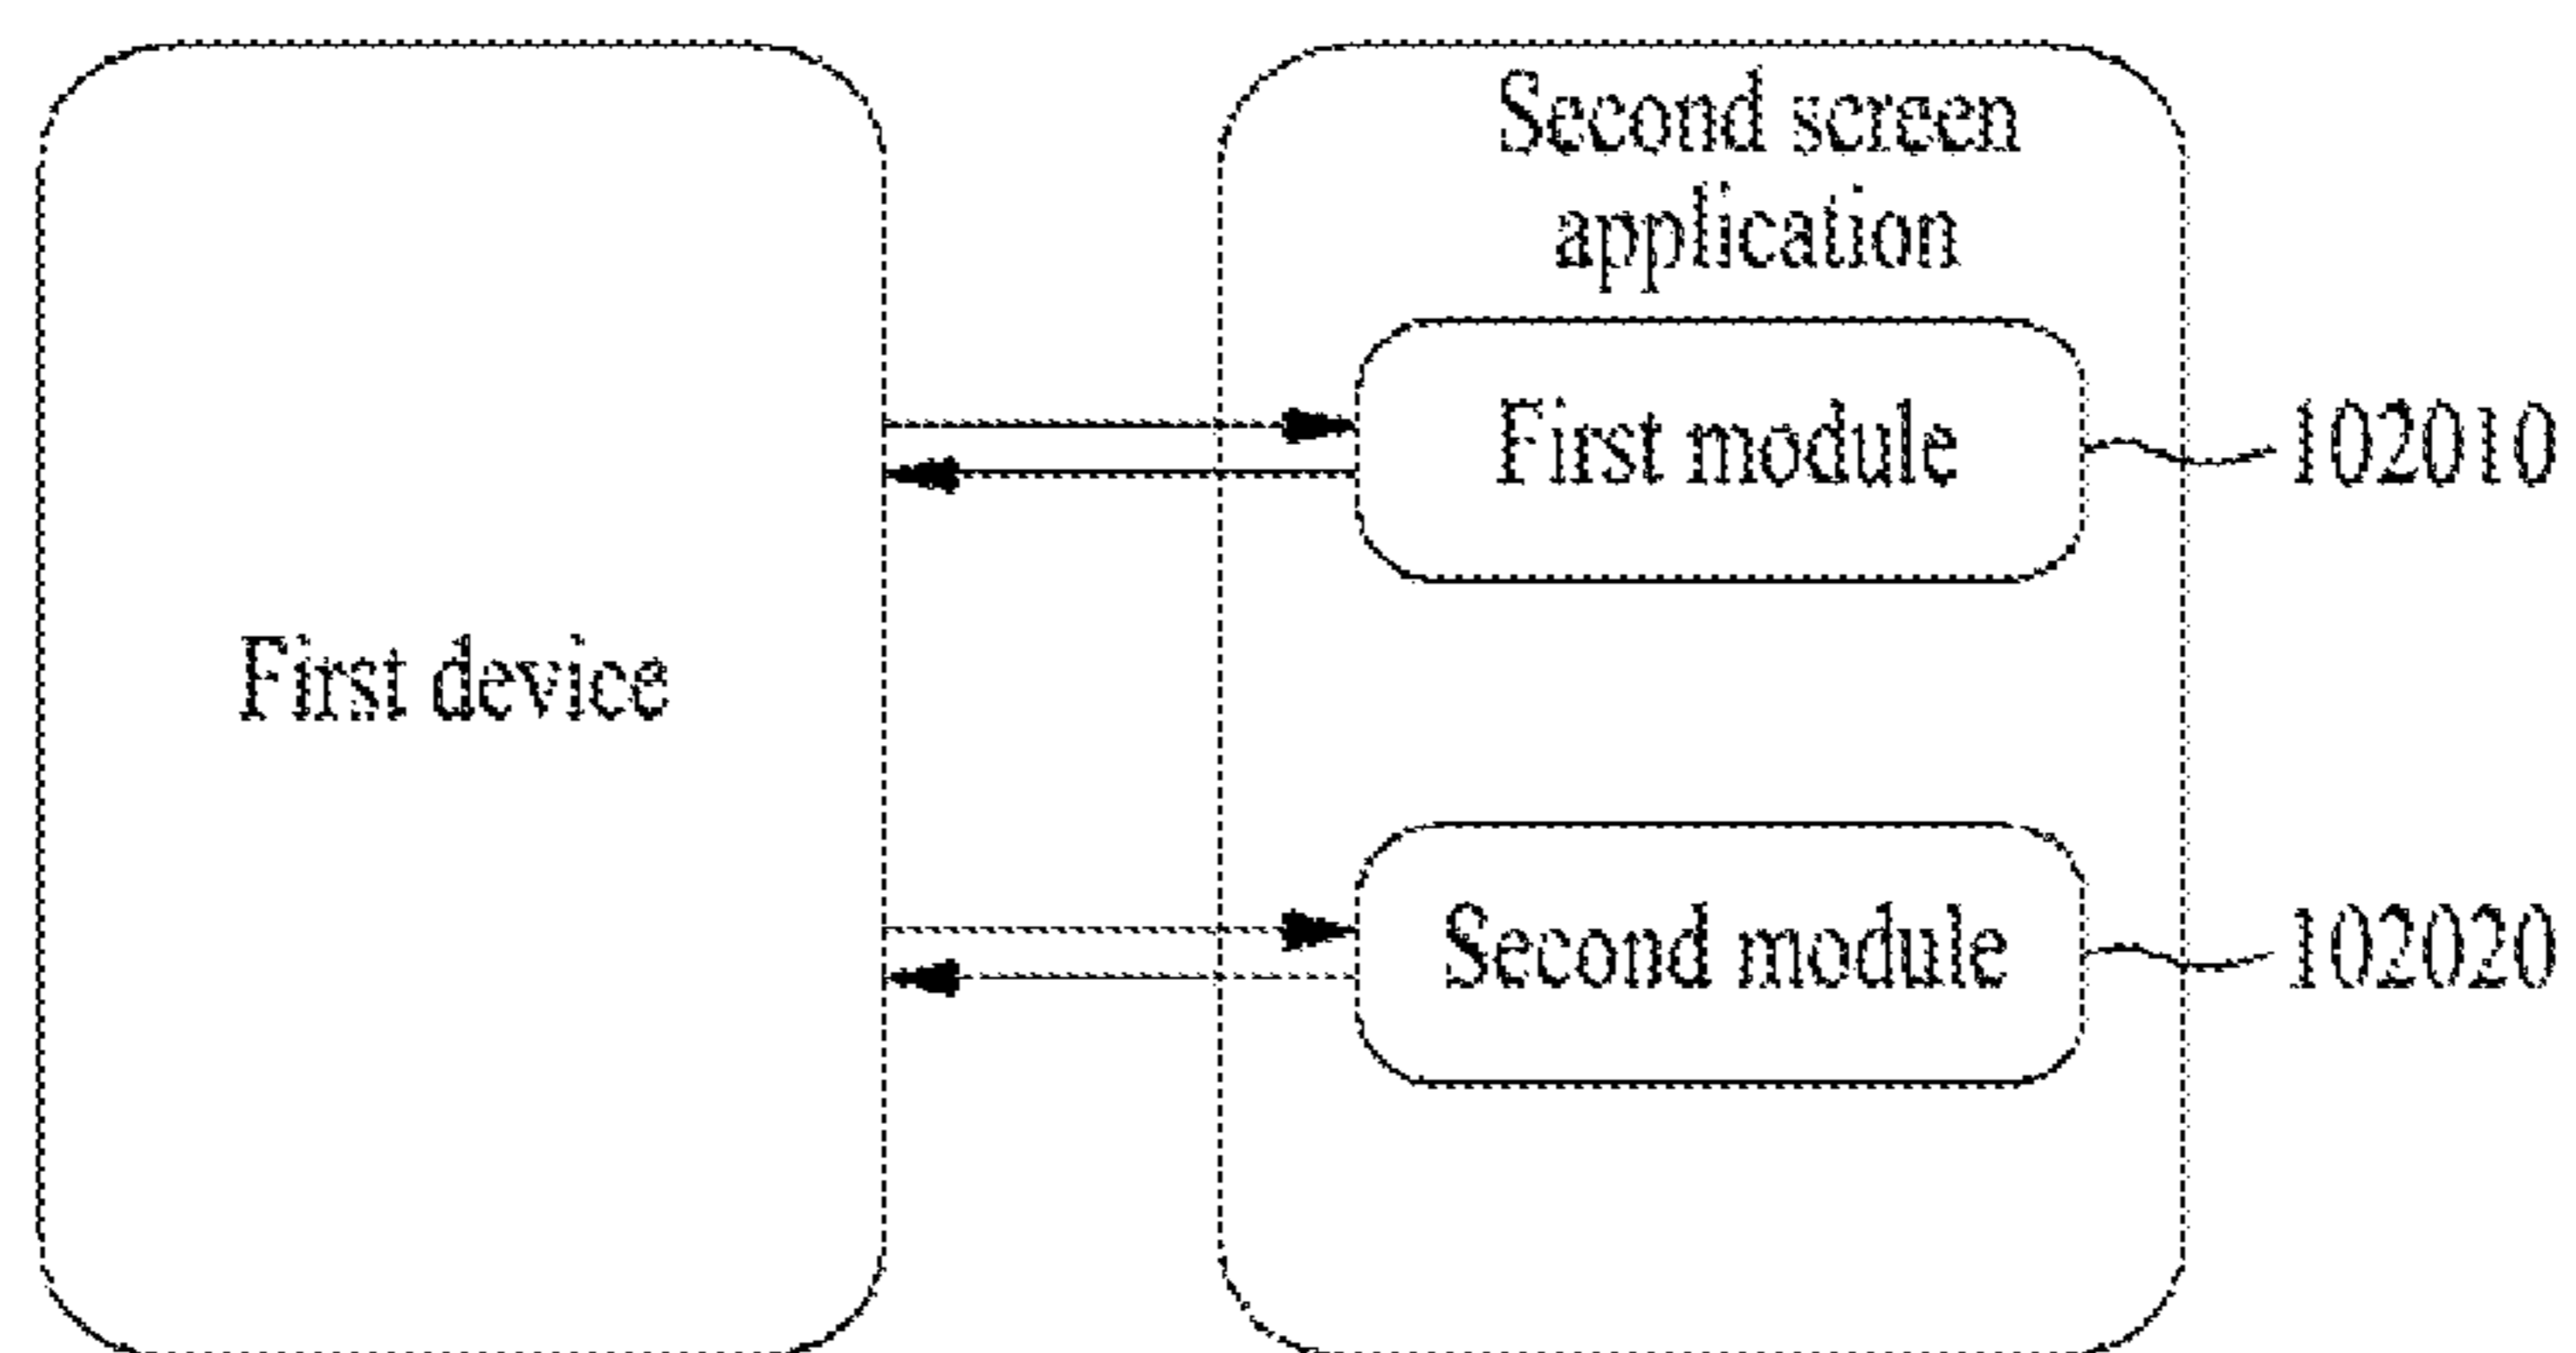 Second screen
application
First module
102010
First device
Second module
102020